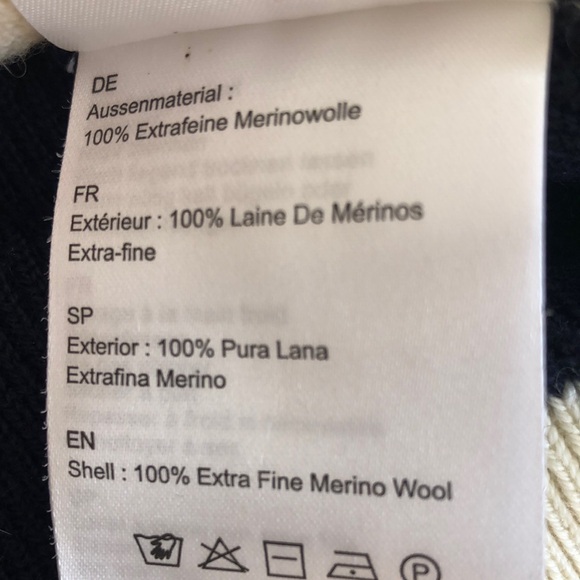 DE
Aussenmaterial :
100% Extrafeine Merinowolle
FR
Extérieur : 100% Laine De Mérinos
Extra-fine
SP
Exterior : 100% Pura Lana
Extrafina Merino
EN
Shell : 100% Extra Fine Merino Wool
P